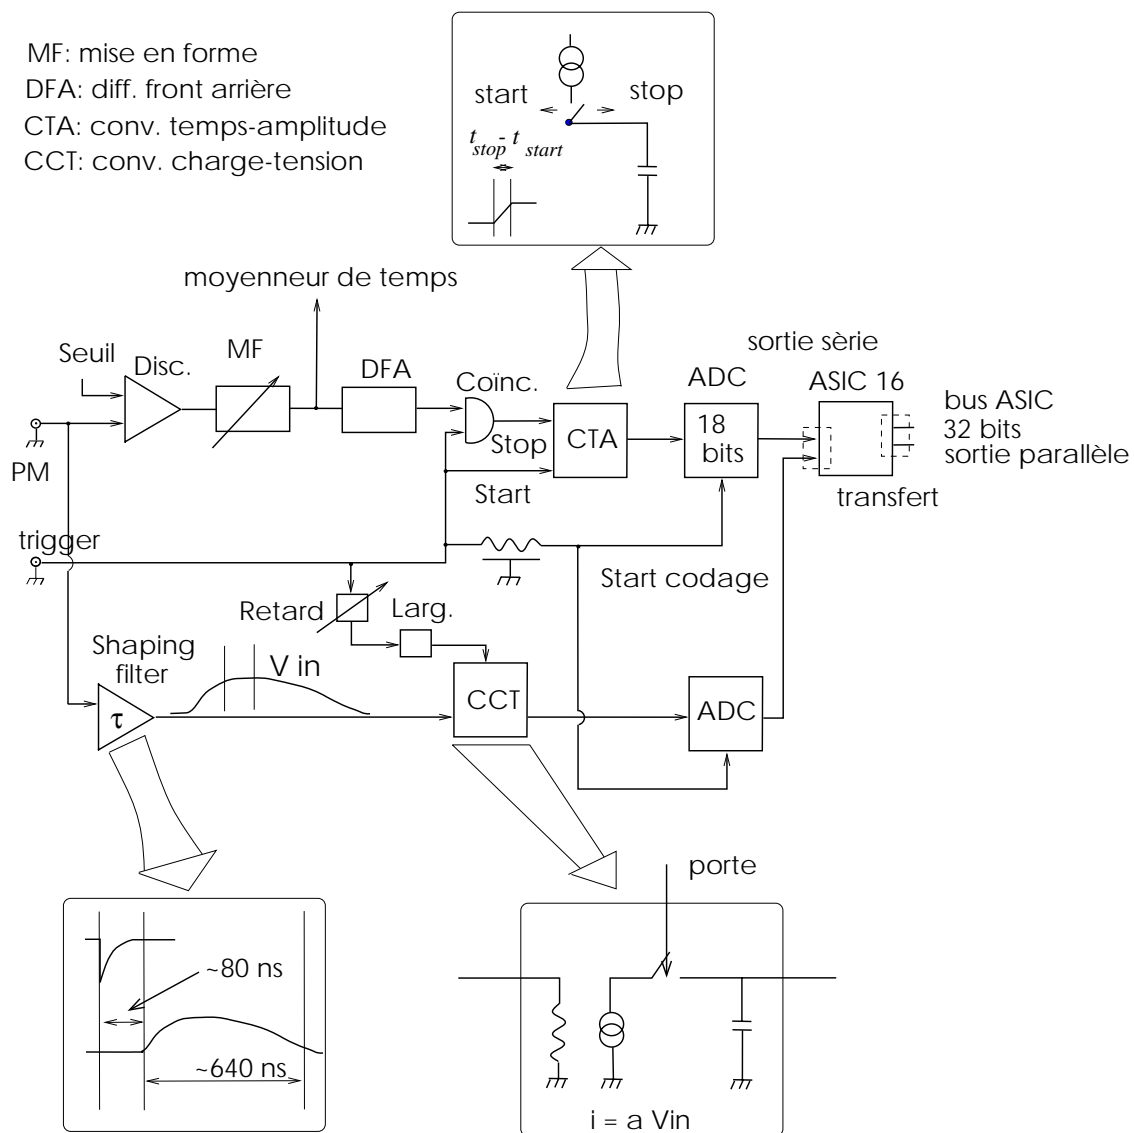 MF: mise en forme
DFA: diff. front arrière
CTA: conv. temps-amplitude
CCT: conv. charge-tension
start
stop
t stop - t start
moyenneur de temps
Seuil
Disc.
MF
DFA
Coïnc.
sortie sèrie
ADC
ASIC 16
PM
Stop
CTA
18
bits
bus ASIC
32 bits
sortie parallèle
Start
transfert
trigger
Start codage
Retard
Larg.
Shaping
filter
V in
τ
CCT
ADC
porte
~80 ns
~640 ns
i = a Vin